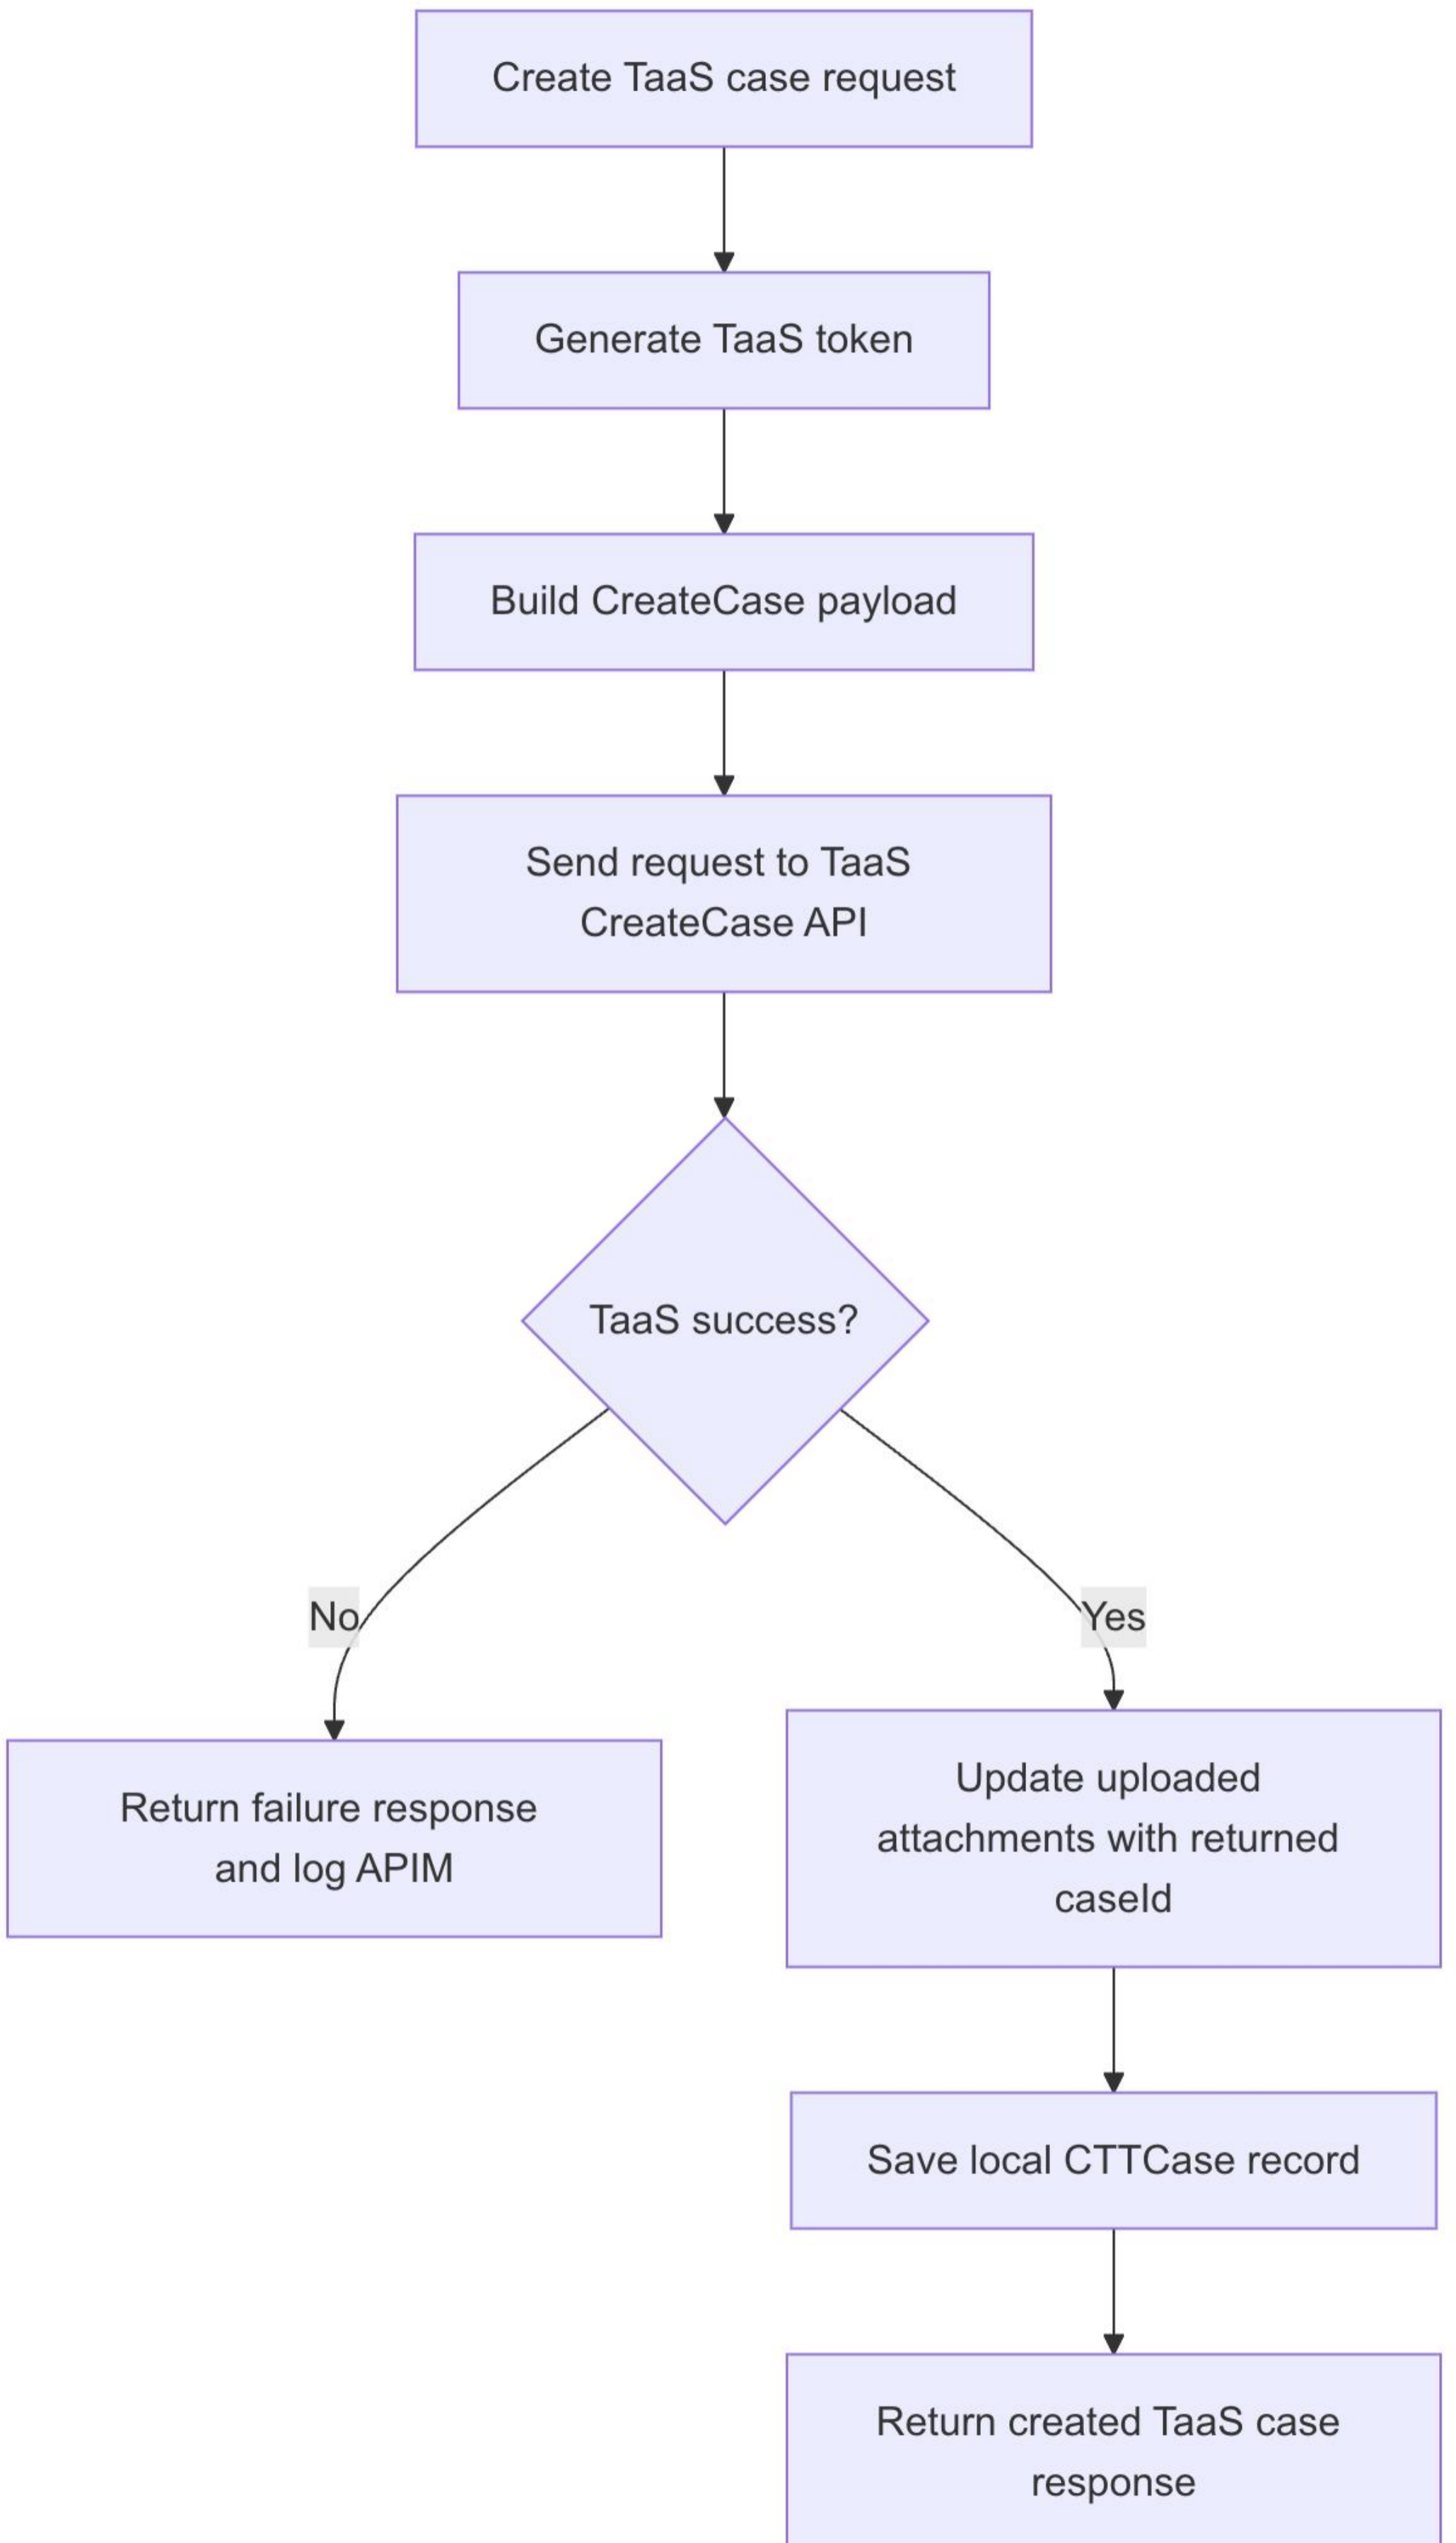 Create TaaS case request
Generate TaaS token
Build CreateCase payload
Send request to TaaS
CreateCase API
TaaS success?
No
Yes
Return failure response
and log APIM
Update uploaded
attachments with returned
caseId
Save local CTTCase record
Return created TaaS case
response